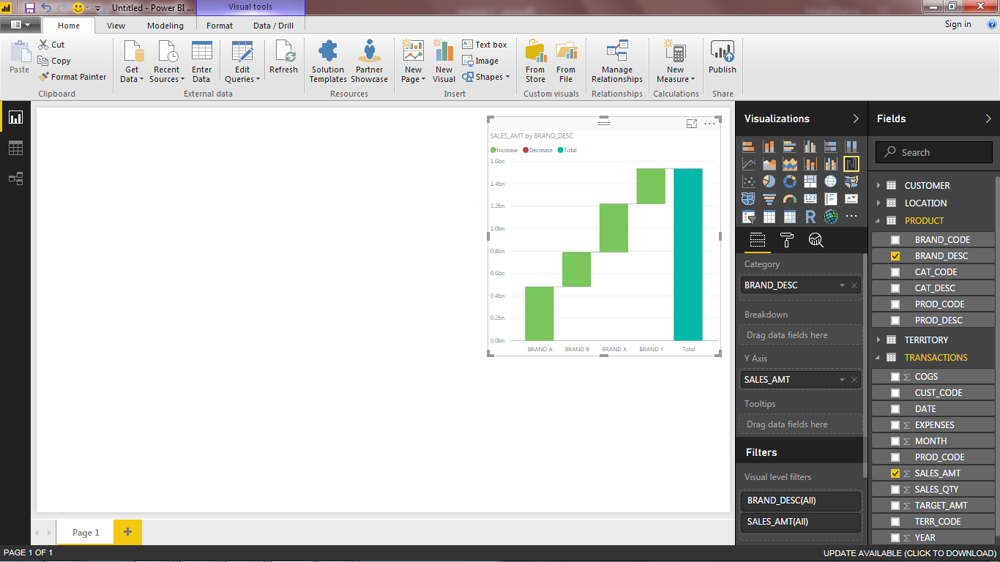 Untitled - Power BI ...
Visual tools
Home
View
Modeling
Format
Data / Drill
Sign in
Paste
Cut
Copy
Format Painter
Clipboard
Get
Data
Recent
Sources
Enter
Data
Edit
Queries
Refresh
External data
Solution
Templates
Partner
Showcase
Resources
New
Page
New
Visual
Text box
Image
Shapes
Insert
From
Store
From
File
Custom visuals
Manage
Relationships
Relationships
New
Measure
Calculations
Publish
Share
SALES_AMT by BRAND_DESC
Increase
Decrease
Total
1.6bn
1.4bn
1.2bn
1.0bn
0.8bn
0.6bn
0.4bn
0.2bn
0.0bn
BRAND A
BRAND B
BRAND X
BRAND Y
Total
Visualizations
123
R
Category
BRAND_DESC
Breakdown
Drag data fields here
Y Axis
SALES_AMT
Tooltips
Drag data fields here
Filters
Visual level filters
BRAND_DESC(All)
SALES_AMT(All)
Fields
Search
CUSTOMER
LOCATION
PRODUCT
BRAND_CODE
BRAND_DESC
CAT_CODE
CAT_DESC
PROD_CODE
PROD_DESC
TERRITORY
TRANSACTIONS
Σ COGS
CUST_CODE
DATE
Σ EXPENSES
Σ MONTH
PROD_CODE
Σ SALES_AMT
Σ SALES_QTY
Σ TARGET_AMT
TERR_CODE
Σ YEAR
Page 1
+
PAGE 1 OF 1
UPDATE AVAILABLE (CLICK TO DOWNLOAD)